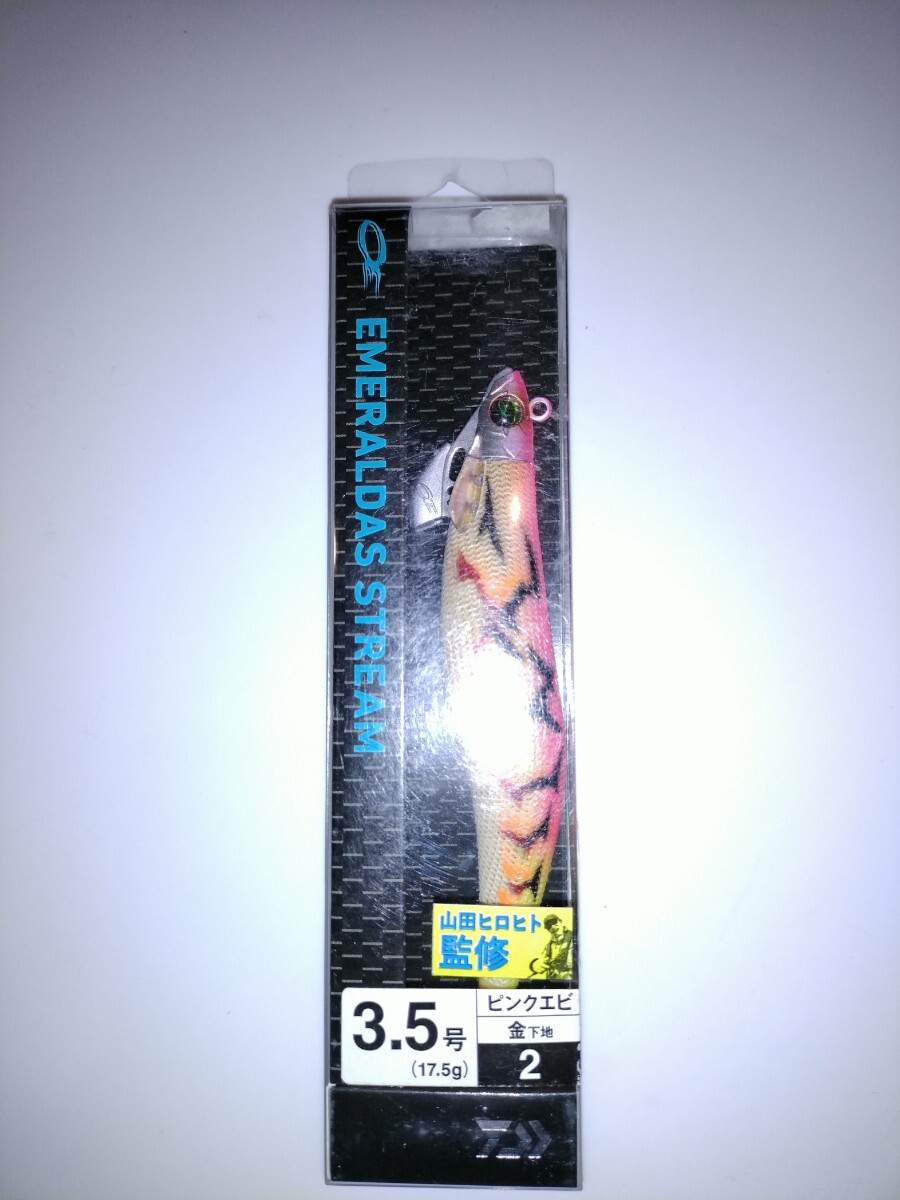 EMERALDAS STREAM
山田ヒロヒト
監修
3.5号
(17.5g)
ピンクエビ
金下地
2